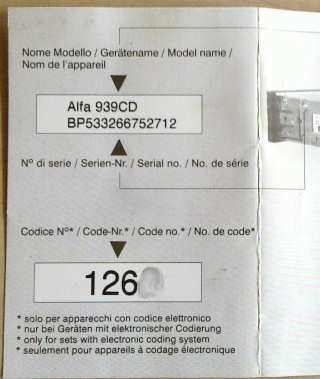 Nome Modello / Gerätename / Model name /
Nom de l'appareil
Alfa 939CD
BP533266752712
Nº di serie / Serien-Nr. / Serial no. / No. de série
Codice Nº* / Code-Nr.* / Code no.* / No. de code*
126
* solo per apparecchi con codice elettronico
* nur bei Geräten mit elektronischer Codierung
* only for sets with electronic coding system
* seulement pour appareils à codage électronique